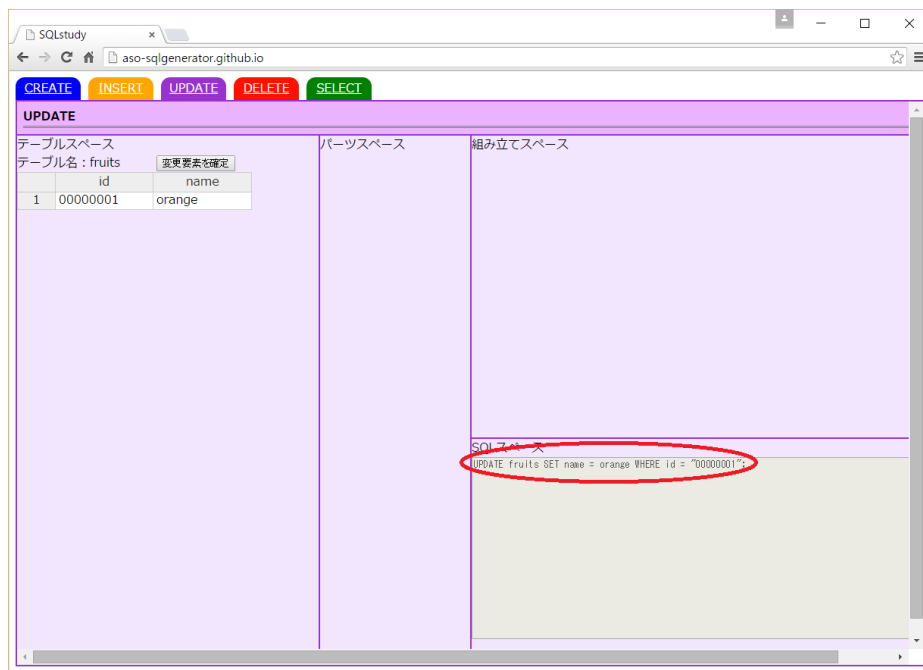 SQLstudy
aso-sqlgenerator.github.io
CREATE INSERT UPDATE DELETE SELECT
UPDATE
テーブルスペース
テーブル名：fruits 変更要素を確定
id name
1 00000001 orange
パーツスペース
組み立てスペース
SQLスペース
UPDATE fruits SET name = orange WHERE id = "00000001";